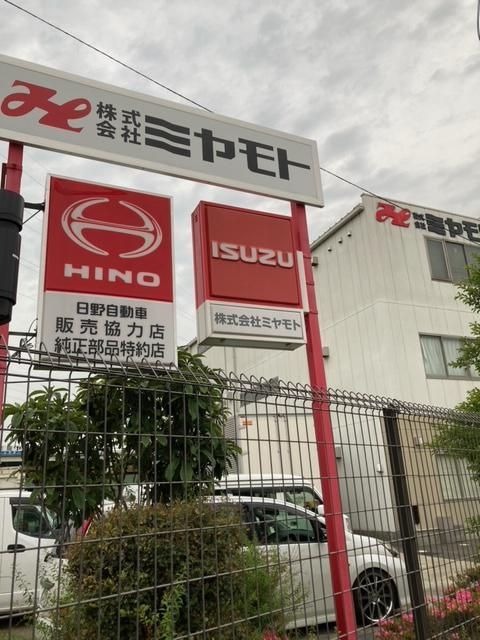 株式
会社 ミヤモト
HINO
日野自動車
販売協力店
純正部品特約店
ISUZU
株式会社ミヤモト
株式
会社 ミヤモト